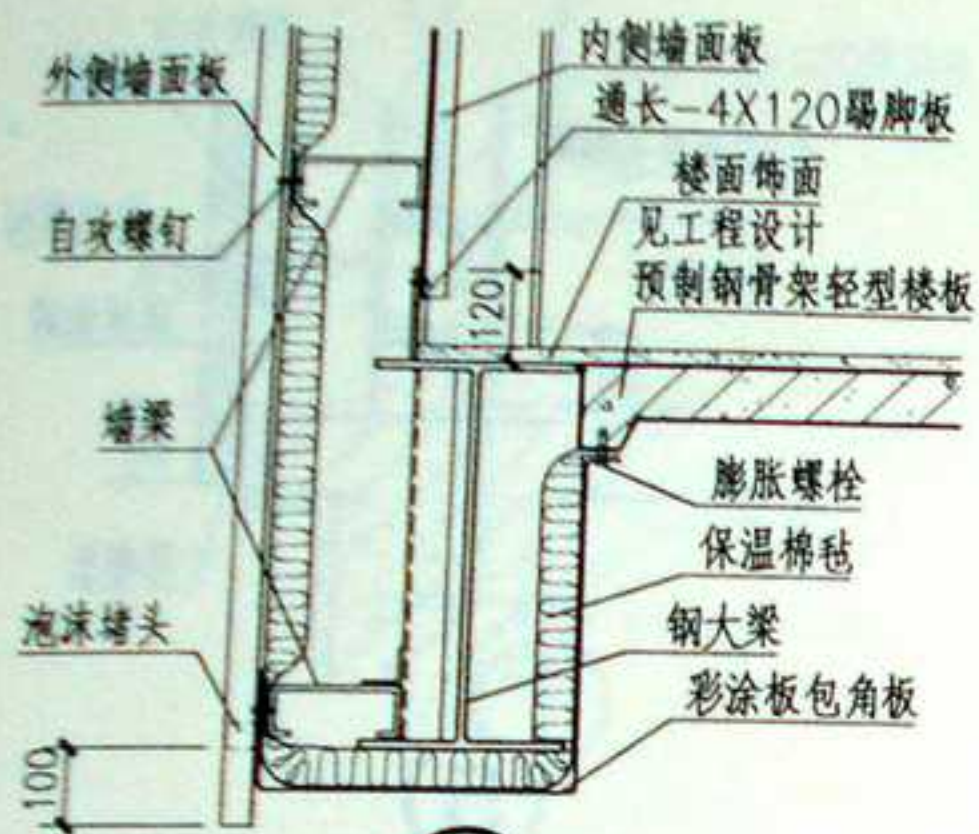 外侧墙面板
自攻螺钉
墙梁
泡沫堵头
100
内侧墙面板
通长-4X120踢脚板
楼面饰面
见工程设计
预制钢骨架轻型楼板
120
膨胀螺栓
保温棉毡
钢大梁
彩涂板包角板